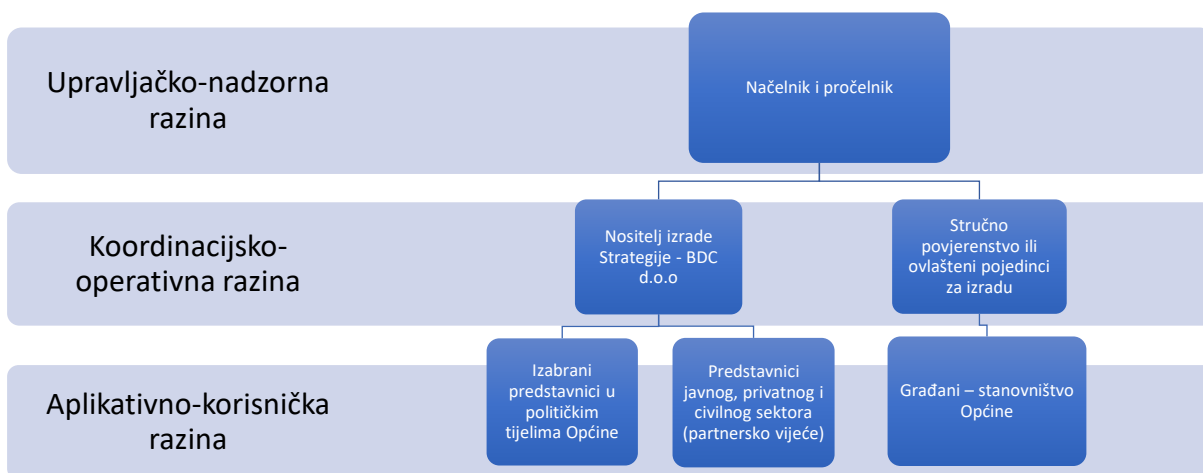 Upravljačko-nadzorna
razina
Načelnik i pročelnik
Koordinacijsko-
operativna razina
Nositelj izrade
Strategije - BDC
d.o.o
Stručno
povjerenstvo ili
ovlašteni pojedinci
za izradu
Aplikativno-korisnička
razina
Izabrani
predstavnici u
političkim
tijelima Općine
Predstavnici
javnog, privatnog i
civilnog sektora
(partnersko vijeće)
Građani – stanovništvo
Općine